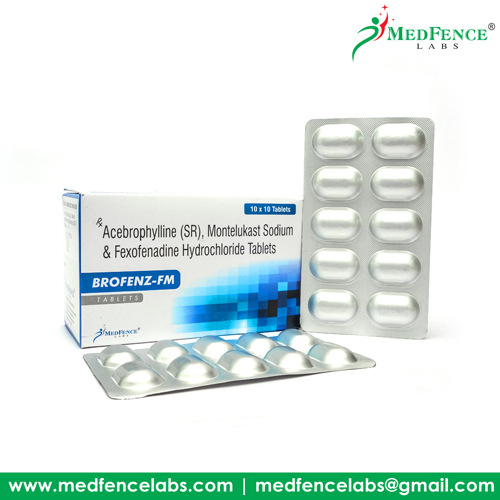 MEDFENCE®
LABS
10 x 10 Tablets
Rx
Acebrophylline (SR), Montelukast Sodium
& Fexofenadine Hydrochloride Tablets
BROFENZ-FM
TABLETS
MEDFENCE®
LABS
www.medfencelabs.com | medfencelabs@gmail.com